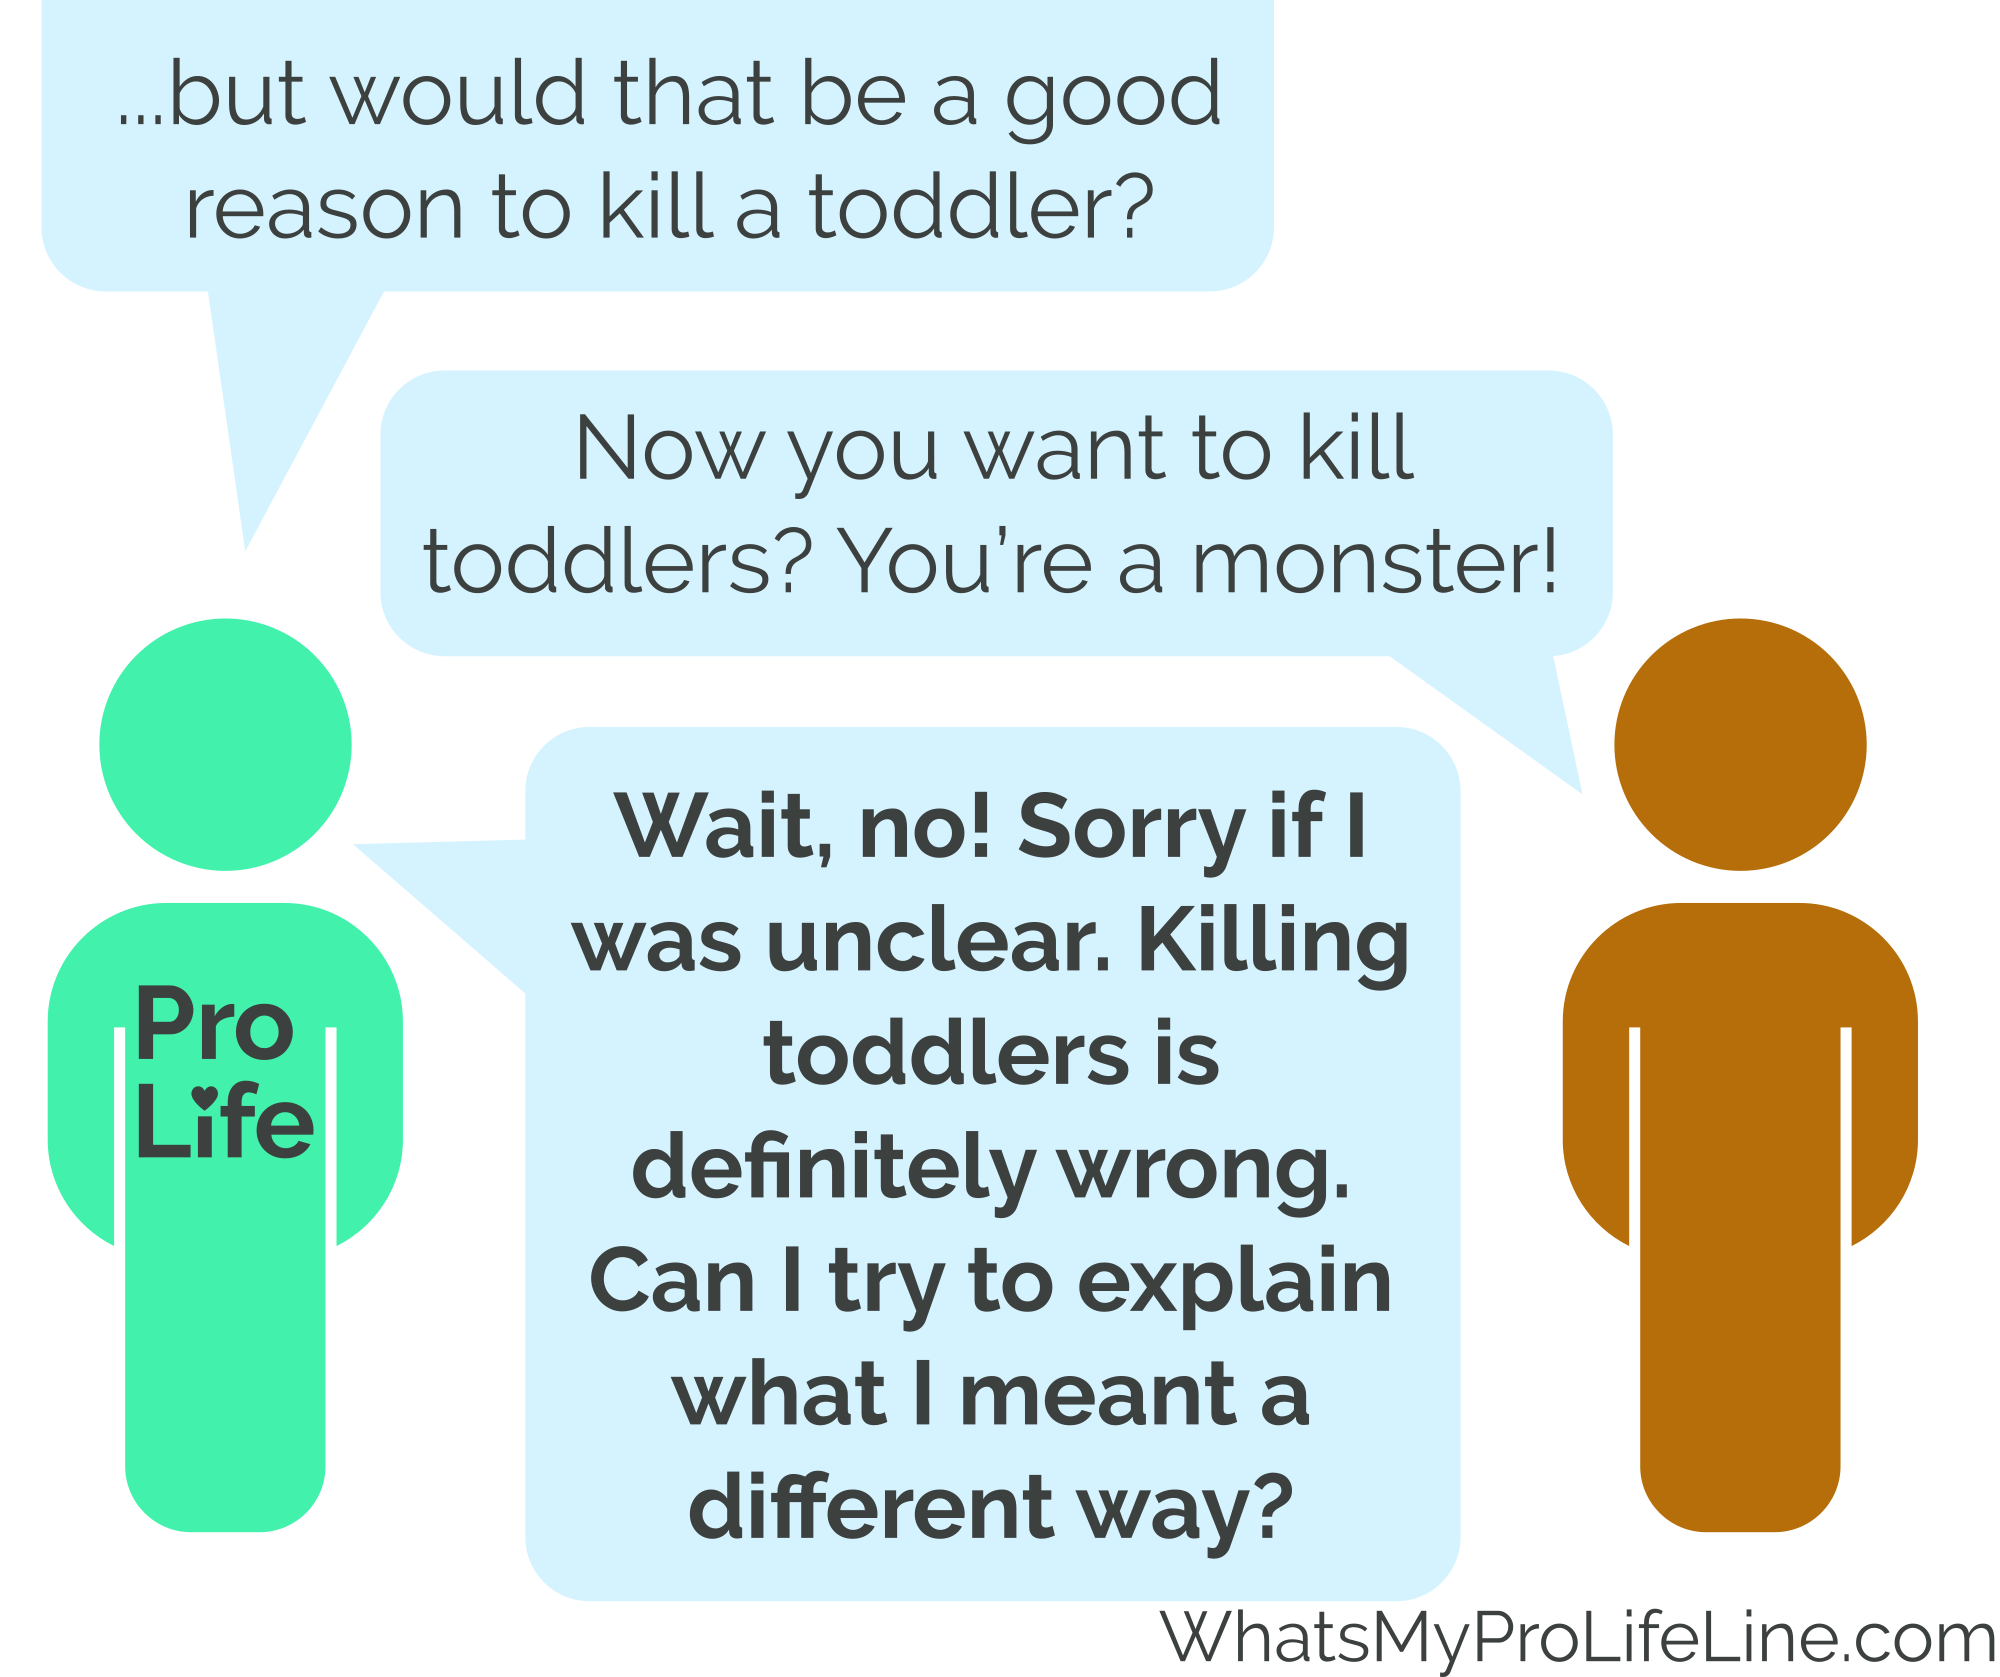 ...but would that be a good
reason to kill a toddler?
Now you want to kill
toddlers? You’re a monster!
Wait, no! Sorry if I
was unclear. Killing
toddlers is
definitely wrong.
Can I try to explain
what I meant a
different way?
Pro
Life
WhatsMyProLifeLine.com